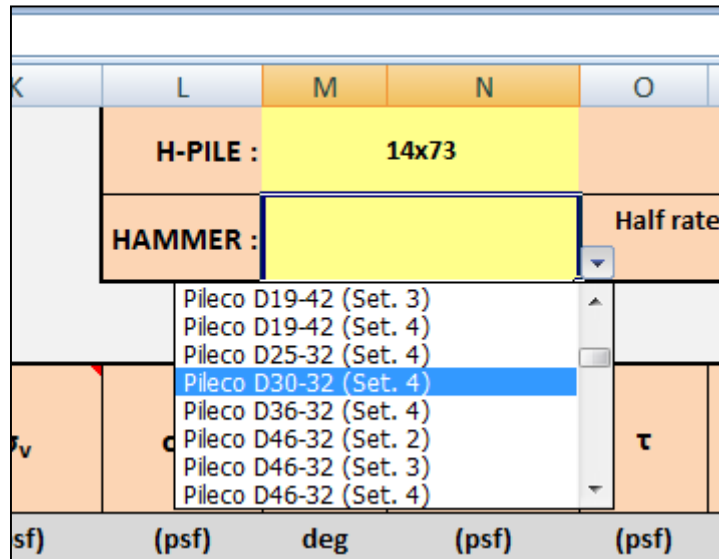 L M N O
H-PILE : 14x73
HAMMER : Half rate
Pileco D19-42 (Set. 3)
Pileco D19-42 (Set. 4)
Pileco D25-32 (Set. 4)
Pileco D30-32 (Set. 4)
Pileco D36-32 (Set. 4)
Pileco D46-32 (Set. 2)
Pileco D46-32 (Set. 3)
Pileco D46-32 (Set. 4)
τ
(psf) deg (psf) (psf)